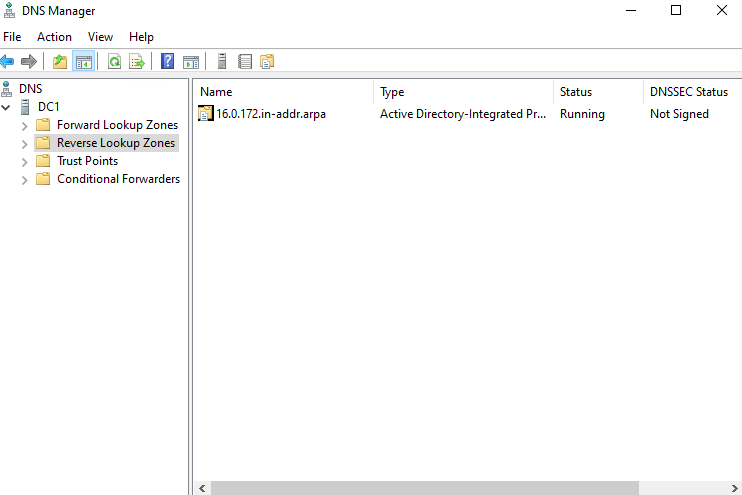 DNS Manager
File Action View Help
DNS
DC1
Forward Lookup Zones
Reverse Lookup Zones
Trust Points
Conditional Forwarders
Name Type Status DNSSEC Status
16.0.172.in-addr.arpa Active Directory-Integrated Pr... Running Not Signed